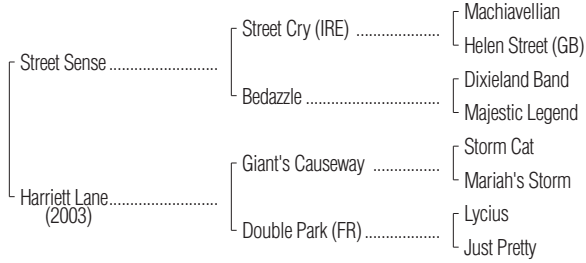 Machiavellian
Street Cry (IRE) ....................
Helen Street (GB)
Street Sense ..........................
Dixieland Band
Bedazzle ................................
Majestic Legend
Storm Cat
Giant's Causeway ................
Mariah's Storm
Harriett Lane..........................
(2003)
Lycius
Double Park (FR) ..................
Just Pretty